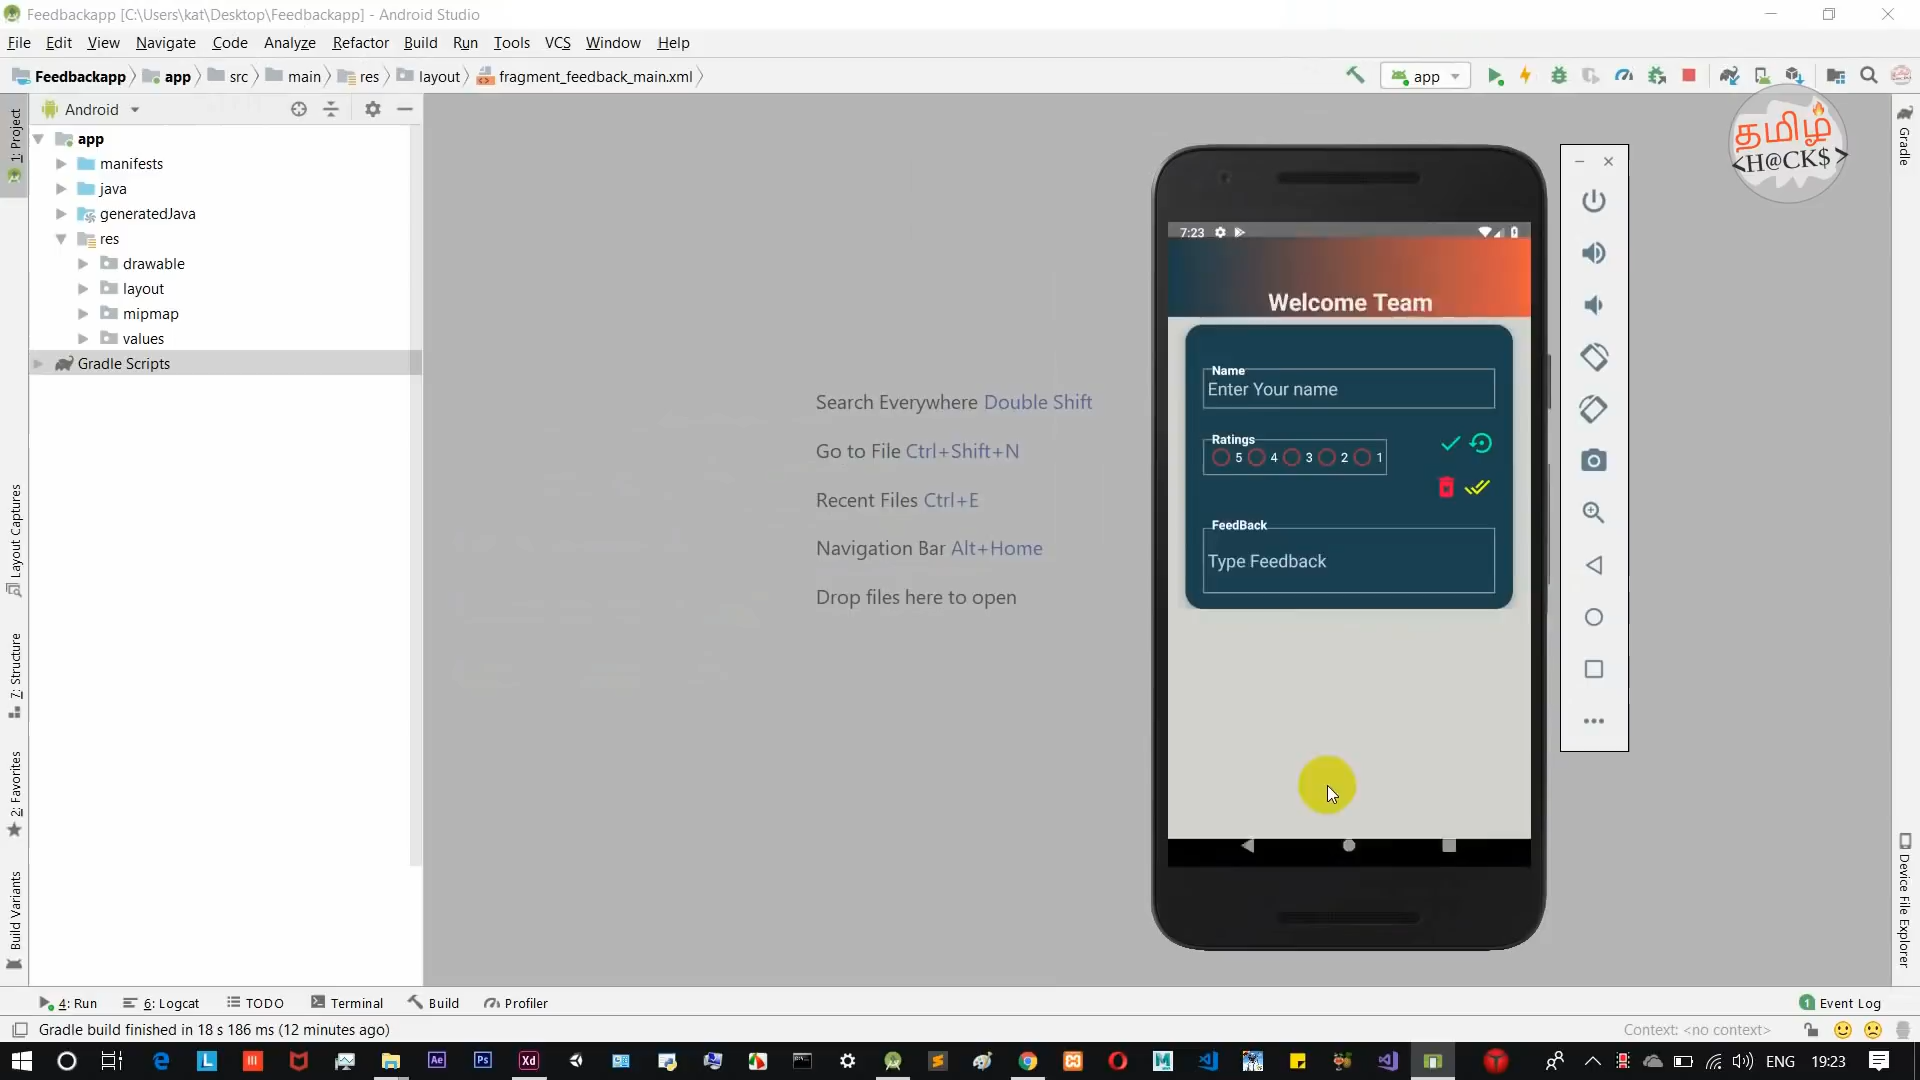 Feedbackapp [C:\Users\kat\Desktop\Feedbackapp] - Android Studio
File Edit View Navigate Code Analyze Refactor Build Run Tools VCS Window Help
Feedbackapp app src main res layout fragment_feedback_main.xml app
தமிழ்
<H@CK$>
1: Project
Layout Captures
7: Structure
2: Favorites
Build Variants
Android
app
manifests
java
generatedJava
res
drawable
layout
mipmap
values
Gradle Scripts
Search Everywhere Double Shift
Go to File Ctrl+Shift+N
Recent Files Ctrl+E
Navigation Bar Alt+Home
Drop files here to open
7:23
Welcome Team
Name
Enter Your name
Ratings
5 4 3 2 1
FeedBack
Type Feedback
Gradle
Device File Explorer
4: Run 6: Logcat TODO Terminal Build Profiler 1 Event Log
Gradle build finished in 18 s 186 ms (12 minutes ago) Context: <no context>
L Ae Ps Xd ENG 19:23